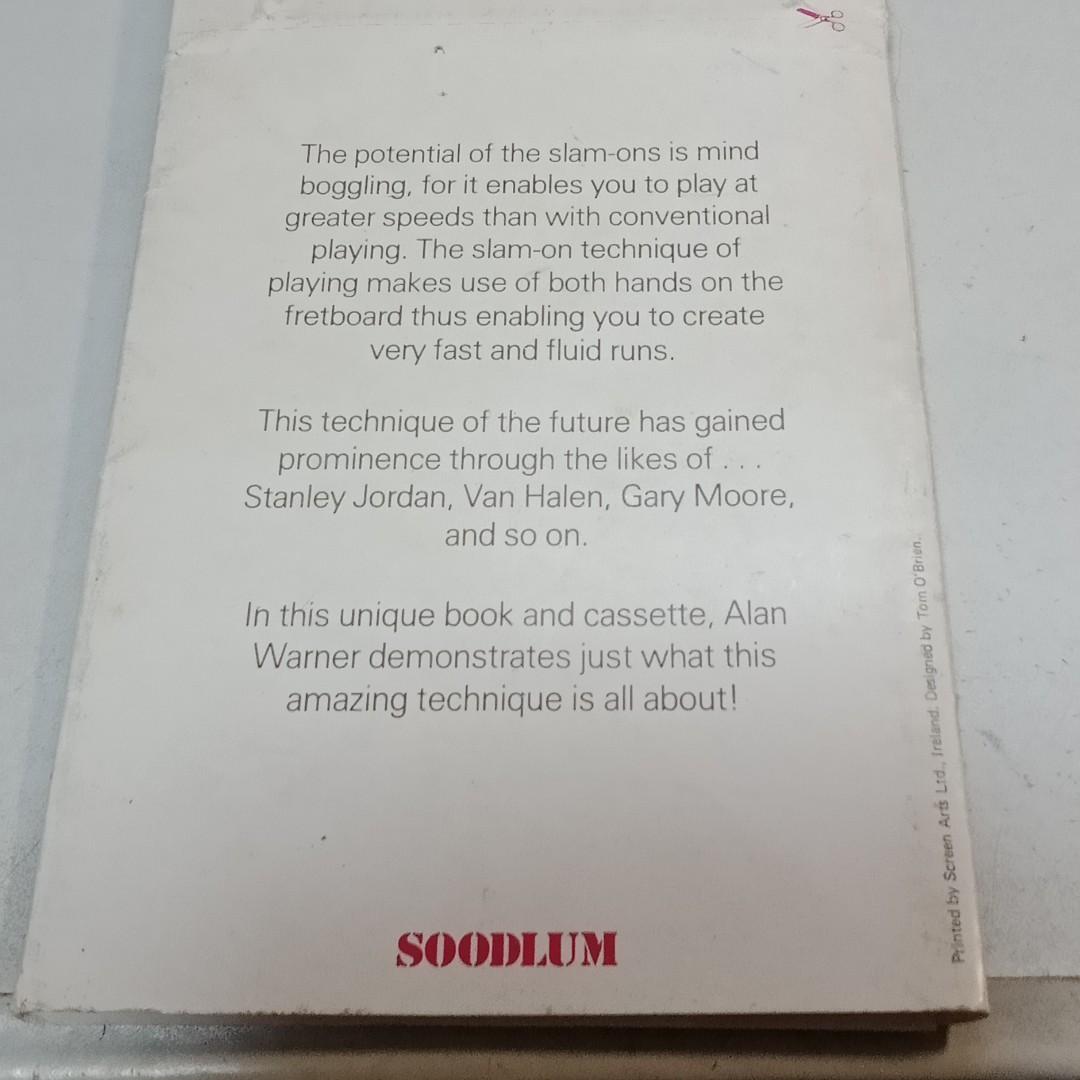 The potential of the slam-ons is mind
boggling, for it enables you to play at
greater speeds than with conventional
playing. The slam-on technique of
playing makes use of both hands on the
fretboard thus enabling you to create
very fast and fluid runs.
This technique of the future has gained
prominence through the likes of . . .
Stanley Jordan, Van Halen, Gary Moore,
and so on.
In this unique book and cassette, Alan
Warner demonstrates just what this
amazing technique is all about!
SOODLUM
Printed by Screen Arts Ltd., Ireland. Designed by Tom O'Brien.